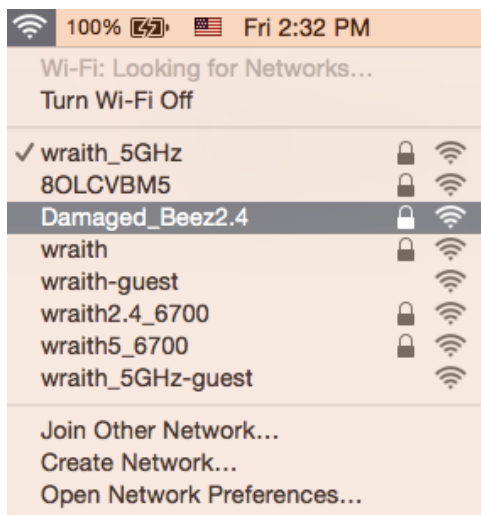 100% Fri 2:32 PM
Wi-Fi: Looking for Networks...
Turn Wi-Fi Off
wraith_5GHz
8OLCVBM5
Damaged_Beez2.4
wraith
wraith-guest
wraith2.4_6700
wraith5_6700
wraith_5GHz-guest
Join Other Network...
Create Network...
Open Network Preferences...